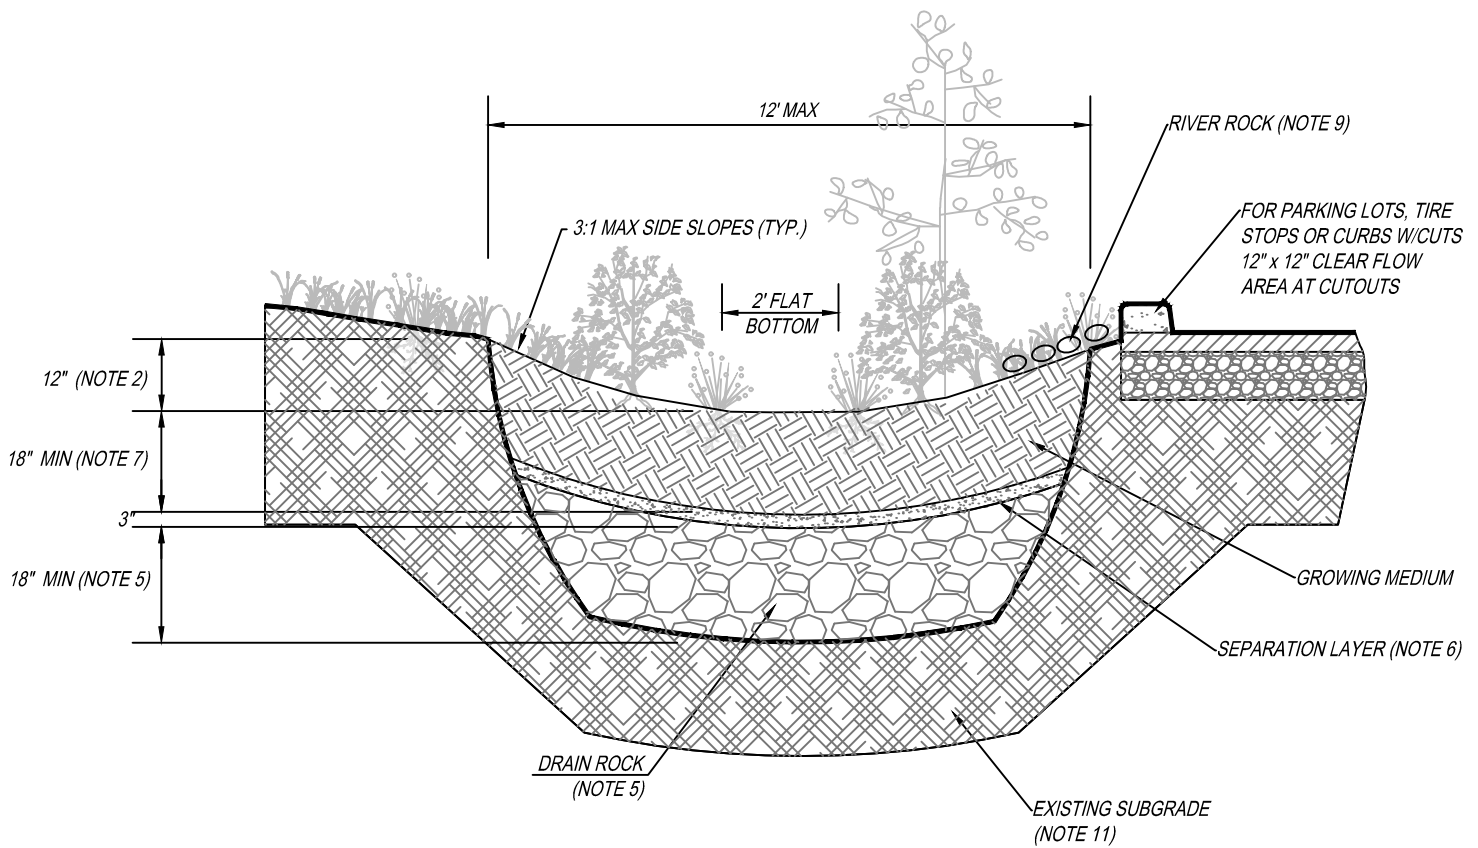 12' MAX
RIVER ROCK (NOTE 9)
FOR PARKING LOTS, TIRE
STOPS OR CURBS W/CUTS
12" x 12" CLEAR FLOW
AREA AT CUTOUTS
3:1 MAX SIDE SLOPES (TYP.)
2' FLAT
BOTTOM
12" (NOTE 2)
18" MIN (NOTE 7)
3"
18" MIN (NOTE 5)
GROWING MEDIUM
SEPARATION LAYER (NOTE 6)
DRAIN ROCK
(NOTE 5)
EXISTING SUBGRADE
(NOTE 11)